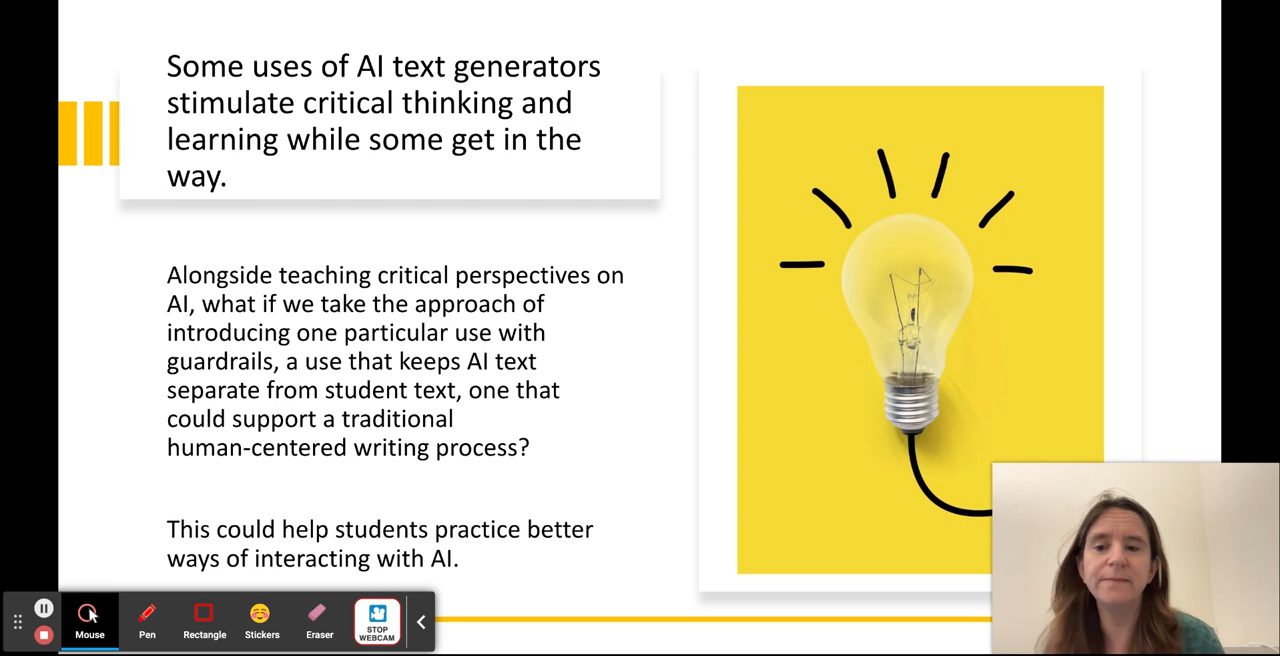 Some uses of AI text generators
stimulate critical thinking and
learning while some get in the
way.
Alongside teaching critical perspectives on
AI, what if we take the approach of
introducing one particular use with
guardrails, a use that keeps AI text
separate from student text, one that
could support a traditional
human-centered writing process?
This could help students practice better
ways of interacting with AI.
Mouse
Pen
Rectangle
Stickers
Eraser
STOP
WEBCAM